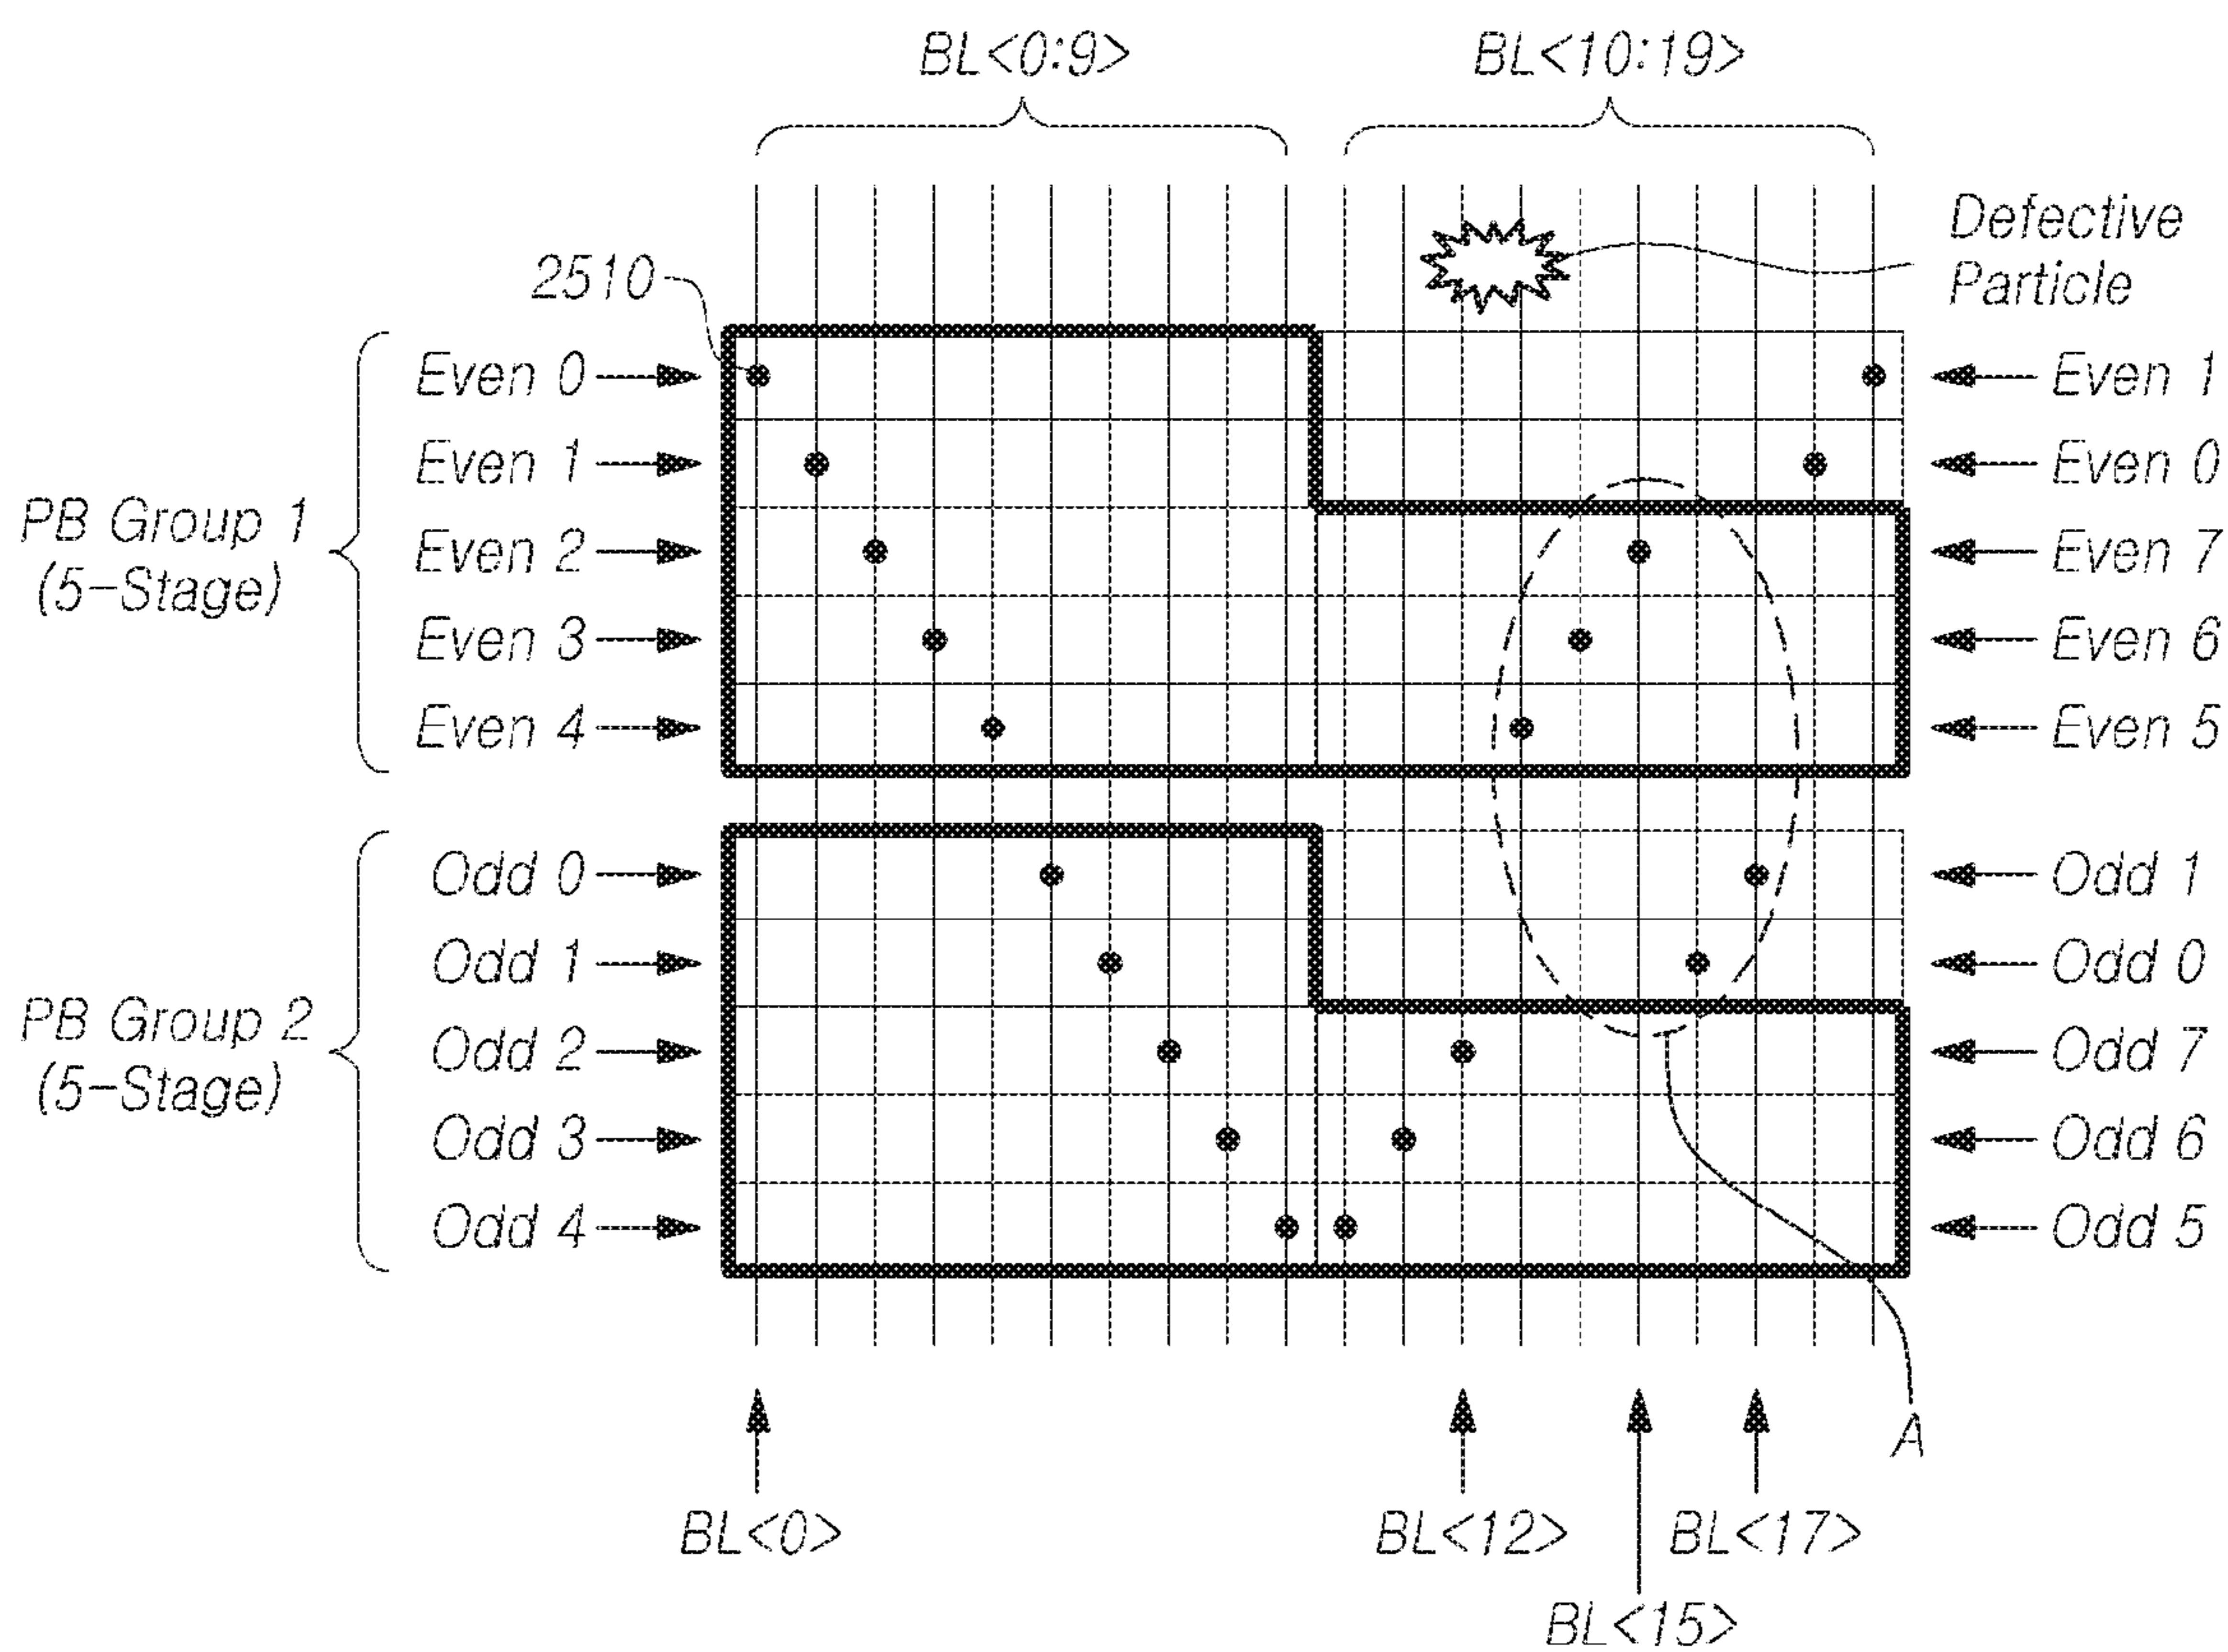 BL<0:9>
BL<10:19>
Defective
Particle
2510
Even 0
Even 1
Even 1
Even 0
PB Group 1
(5-Stage)
Even 2
Even 7
Even 3
Even 6
Even 4
Even 5
Odd 0
Odd 1
Odd 1
Odd 0
PB Group 2
(5-Stage)
Odd 2
Odd 7
Odd 3
Odd 6
Odd 4
Odd 5
A
BL<0>
BL<12>
BL<17>
BL<15>